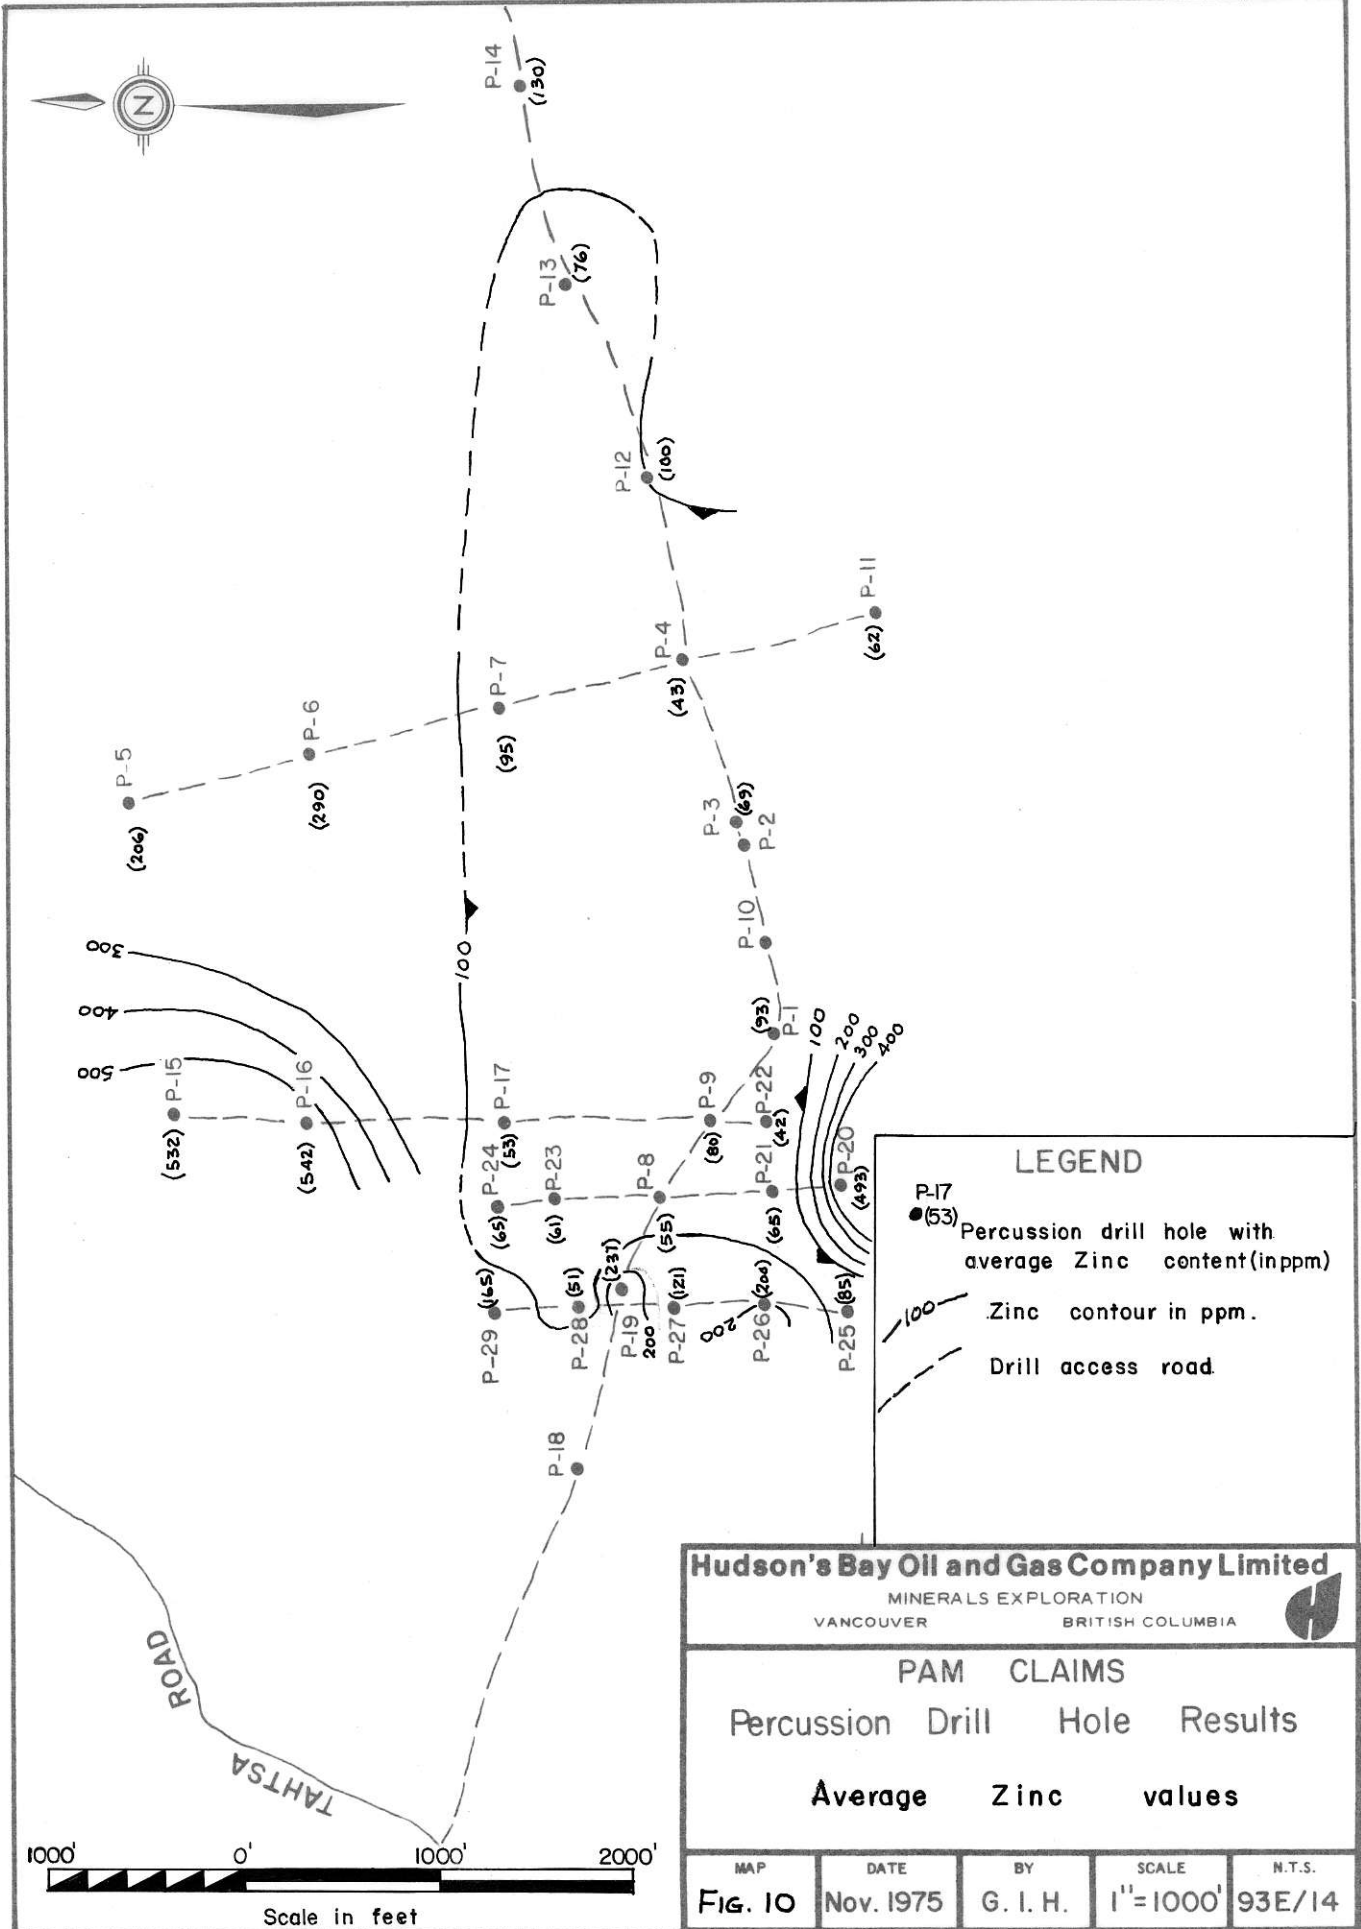 N
P-14
(130)
P-13
(76)
P-12
(100)
P-11
(62)
P-4
(43)
P-7
(95)
P-6
(290)
P-5
(206)
P-3
(69)
P-2
P-10
300
400
500
100
P-1
(93)
P-15
(532)
P-16
(542)
P-17
(53)
P-9
(80)
P-22
(42)
100
200
300
400
P-24
(65)
P-23
(61)
P-8
(55)
P-21
(65)
P-20
(493)
P-29
(165)
P-28
(51)
P-19
(237)
200
P-27
(121)
200
P-26
P-25
(85)
P-18
LEGEND
P-17
(53)
Percussion drill hole with
average Zinc content (in ppm)
100
Zinc contour in ppm.
Drill access road.
TAHTSA ROAD
1000' 0' 1000' 2000'
Scale in feet
Hudson's Bay Oil and Gas Company Limited
MINERALS EXPLORATION
VANCOUVER BRITISH COLUMBIA
PAM CLAIMS
Percussion Drill Hole Results
Average Zinc values
MAP DATE BY SCALE N.T.S.
FIG. 10 Nov. 1975 G. I. H. 1"=1000' 93E/14